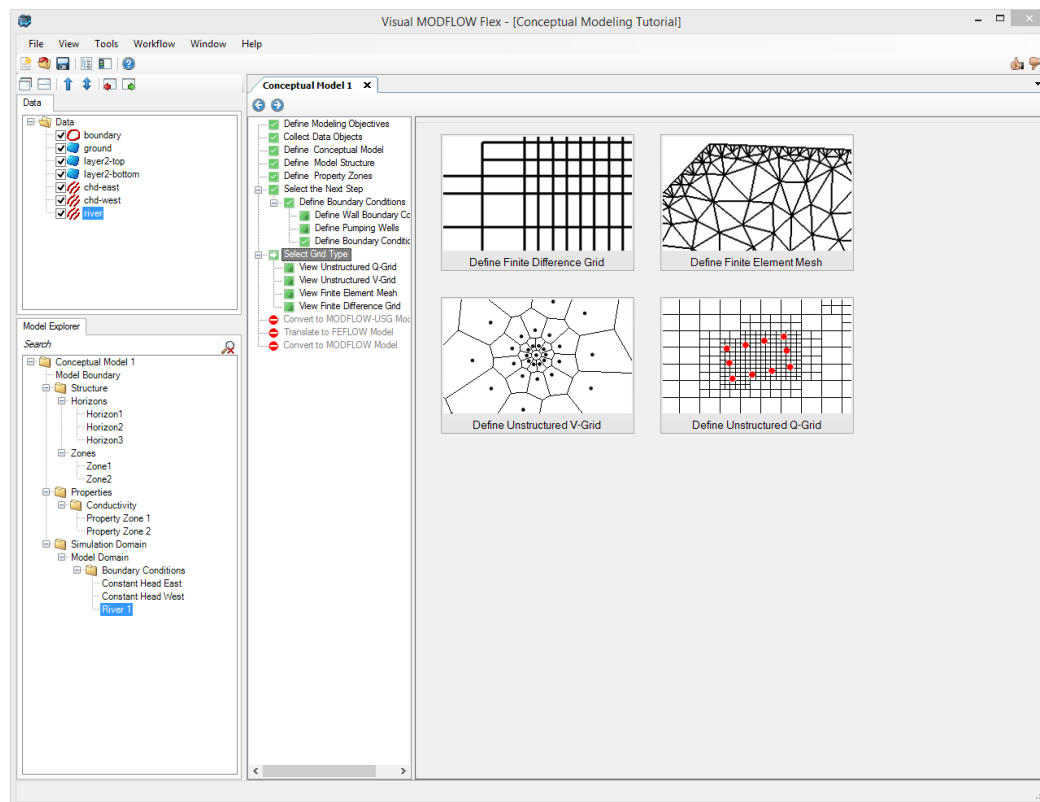 Visual MODFLOW Flex - [Conceptual Modeling Tutorial]
File View Tools Workflow Window Help
Data
Data
boundary
ground
layer2-top
layer2-bottom
chd-east
chd-west
river
Model Explorer
Search
Conceptual Model 1
Model Boundary
Structure
Horizons
Horizon1
Horizon2
Horizon3
Zones
Zone1
Zone2
Properties
Conductivity
Property Zone 1
Property Zone 2
Simulation Domain
Model Domain
Boundary Conditions
Constant Head East
Constant Head West
River 1
Conceptual Model 1 X
Define Modeling Objectives
Collect Data Objects
Define Conceptual Model
Define Model Structure
Define Property Zones
Select the Next Step
Define Boundary Conditions
Define Wall Boundary Co
Define Pumping Wells
Define Boundary Conditic
Select Grid Type
View Unstructured Q-Grid
View Unstructured V-Grid
View Finite Element Mesh
View Finite Difference Grid
Convert to MODFLOW-USG Moc
Translate to FEFLOW Model
Convert to MODFLOW Model
Define Finite Difference Grid
Define Finite Element Mesh
Define Unstructured V-Grid
Define Unstructured Q-Grid